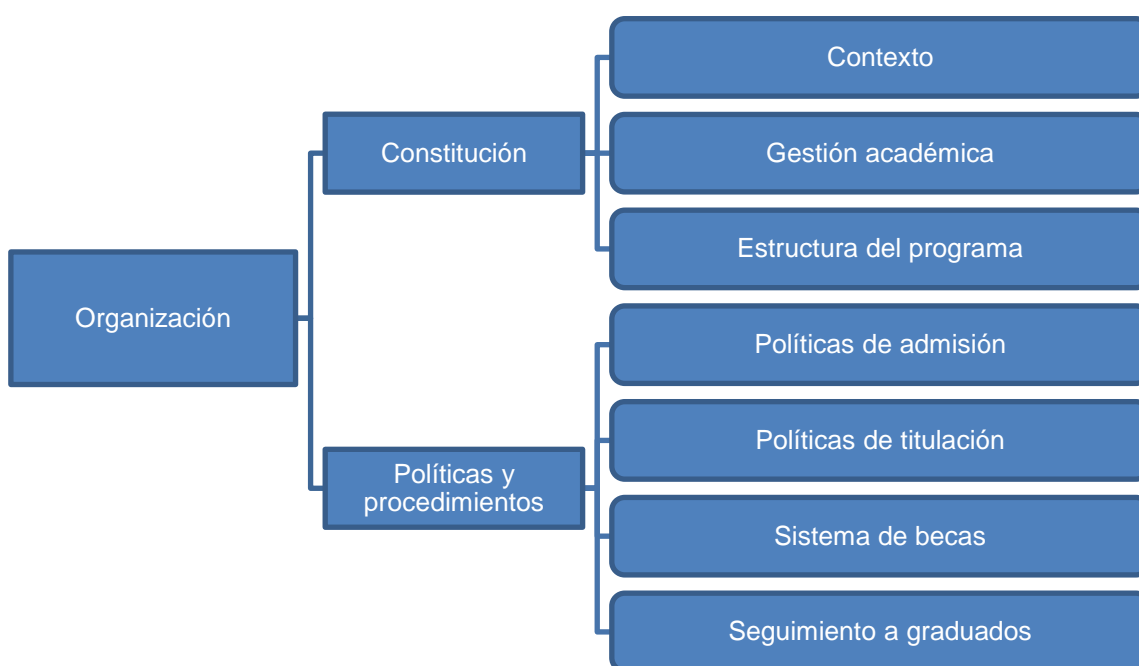 Organización
Constitución
Contexto
Gestión académica
Estructura del programa
Políticas y
procedimientos
Políticas de admisión
Políticas de titulación
Sistema de becas
Seguimiento a graduados